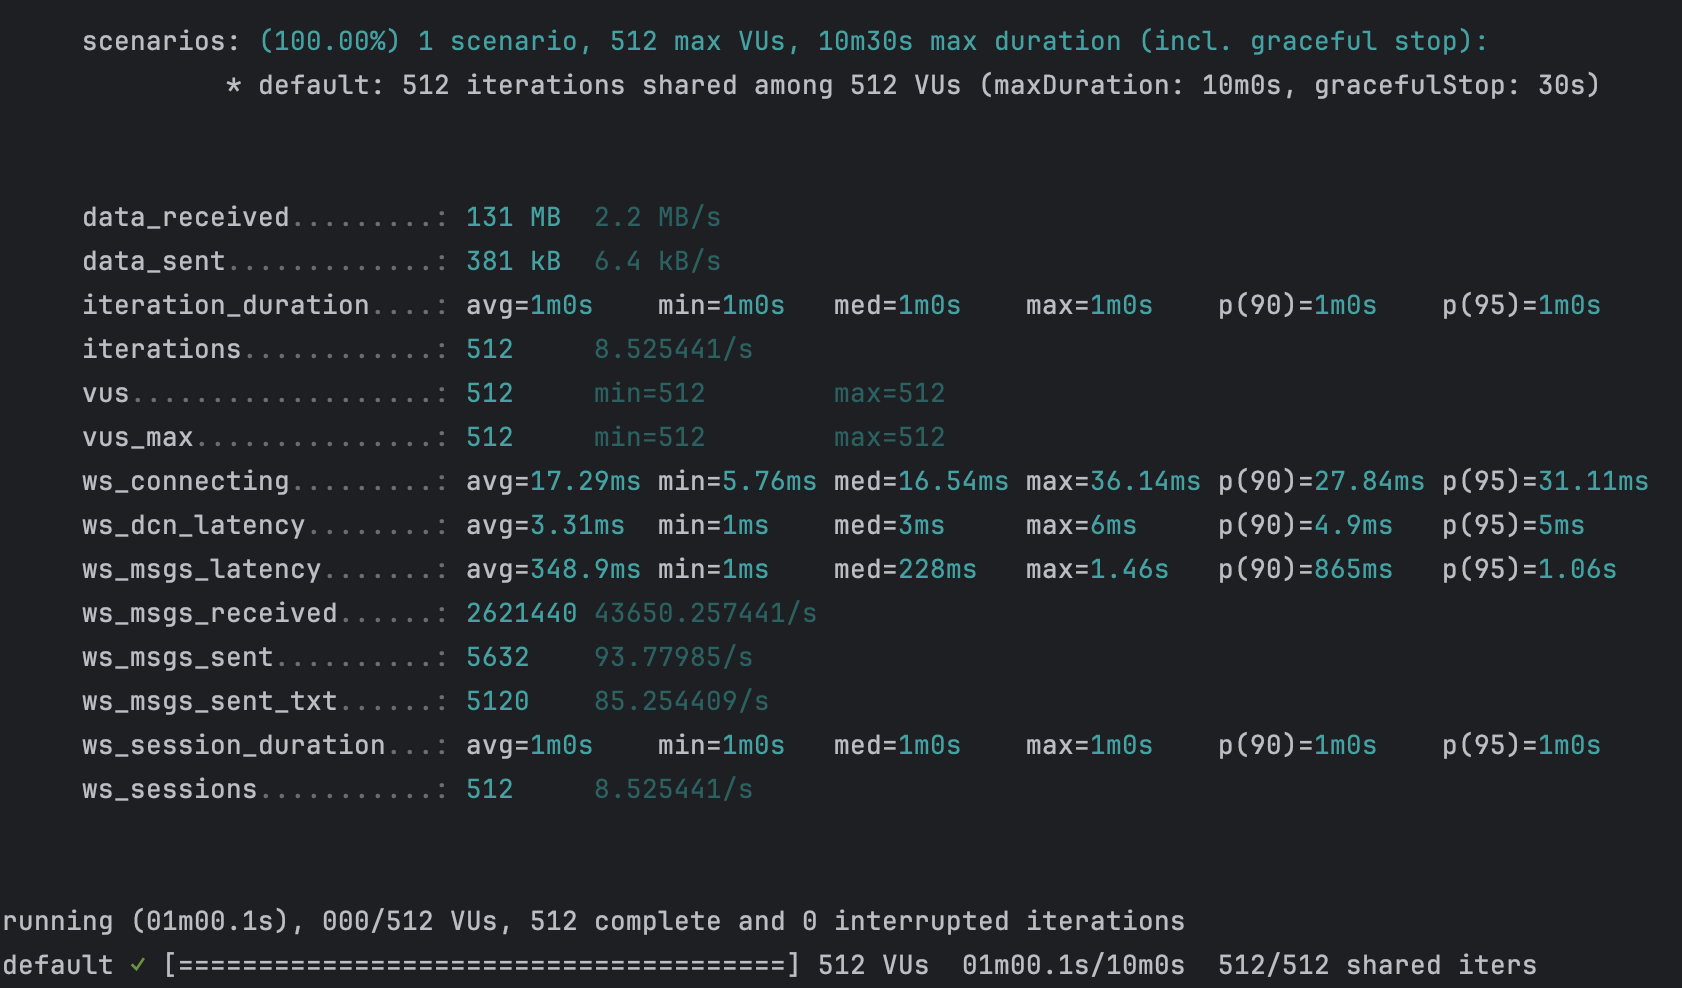 scenarios: (100.00%) 1 scenario, 512 max VUs, 10m30s max duration (incl. graceful stop):
* default: 512 iterations shared among 512 VUs (maxDuration: 10m0s, gracefulStop: 30s)
data_received.........: 131 MB 2.2 MB/s
data_sent.............: 381 kB 6.4 kB/s
iteration_duration....: avg=1m0s min=1m0s med=1m0s max=1m0s p(90)=1m0s p(95)=1m0s
iterations............: 512 8.525441/s
vus...................: 512 min=512 max=512
vus_max...............: 512 min=512 max=512
ws_connecting.........: avg=17.29ms min=5.76ms med=16.54ms max=36.14ms p(90)=27.84ms p(95)=31.11ms
ws_dcn_latency........: avg=3.31ms min=1ms med=3ms max=6ms p(90)=4.9ms p(95)=5ms
ws_msgs_latency.......: avg=348.9ms min=1ms med=228ms max=1.46s p(90)=865ms p(95)=1.06s
ws_msgs_received......: 2621440 43650.257441/s
ws_msgs_sent..........: 5632 93.77985/s
ws_msgs_sent_txt......: 5120 85.254409/s
ws_session_duration...: avg=1m0s min=1m0s med=1m0s max=1m0s p(90)=1m0s p(95)=1m0s
ws_sessions...........: 512 8.525441/s
running (01m00.1s), 000/512 VUs, 512 complete and 0 interrupted iterations
default ✓ [======================================] 512 VUs 01m00.1s/10m0s 512/512 shared iters